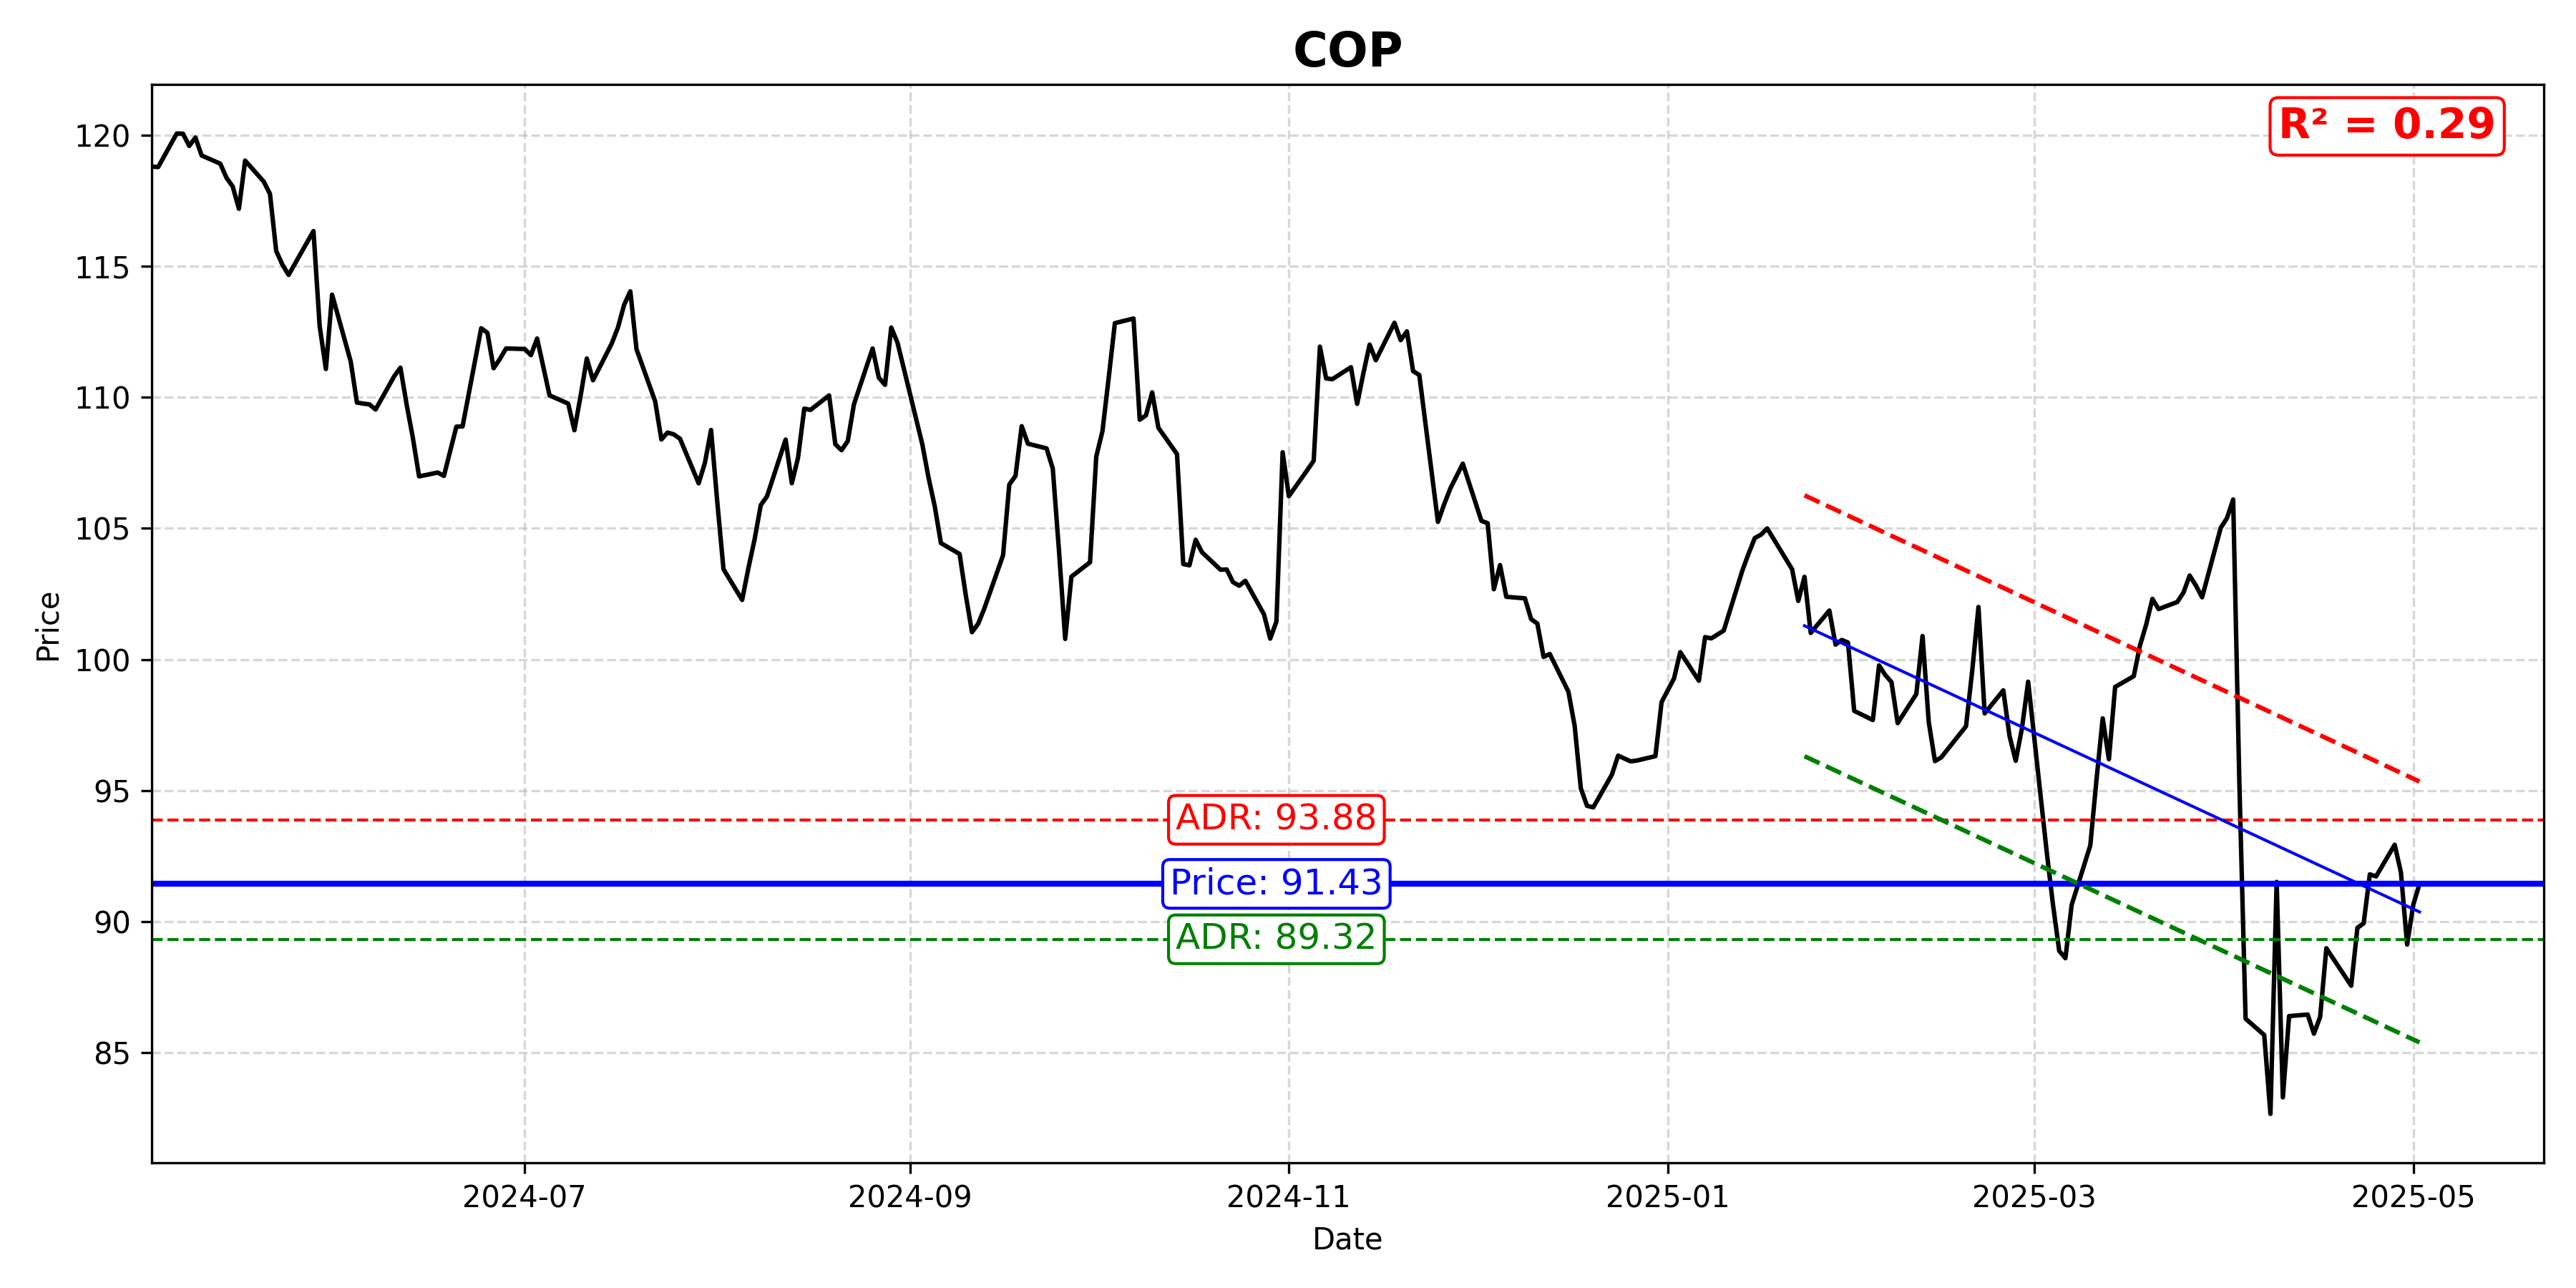 COP
R² = 0.29
120
115
110
105
100
95
90
85
Price
ADR: 93.88
Price: 91.43
ADR: 89.32
2024-07
2024-09
2024-11
2025-01
2025-03
2025-05
Date